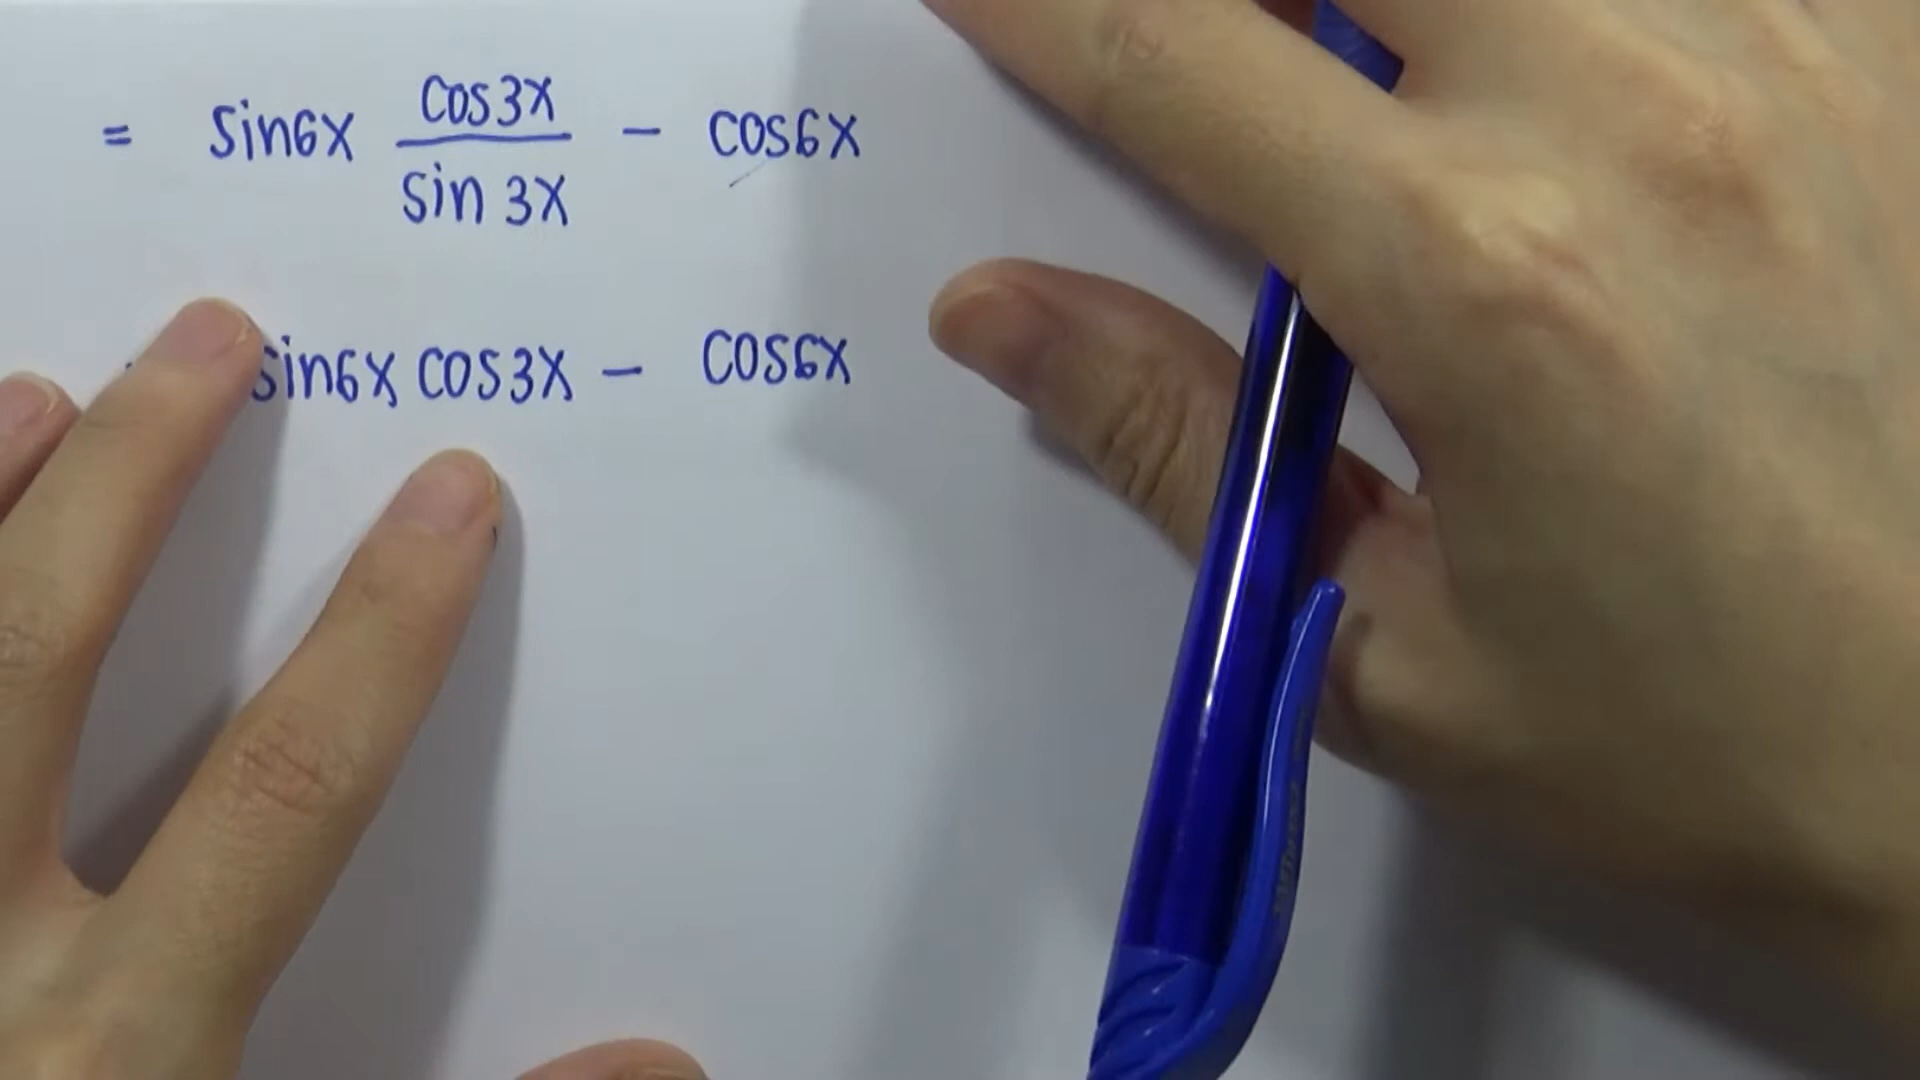 = sin6x cos3x / sin 3x - cos6x
sin6x cos3x - cos6x